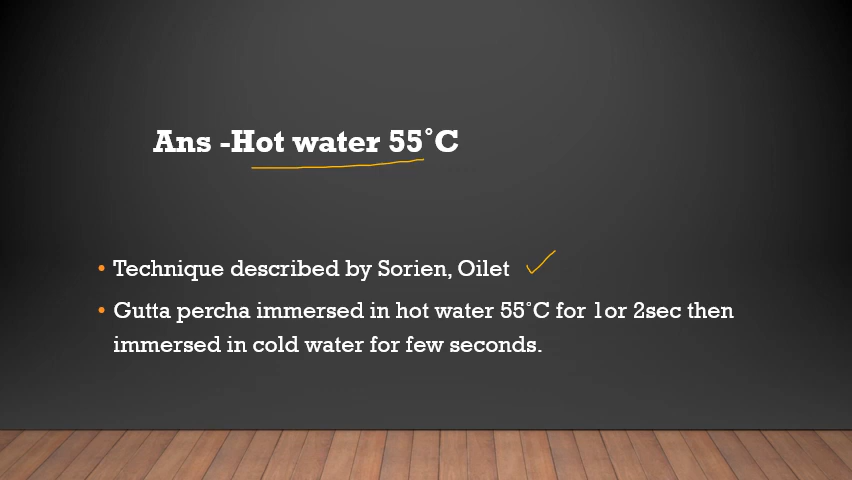 Ans -Hot water 55°C
• Technique described by Sorien, Oilet
• Gutta percha immersed in hot water 55°C for 1or 2sec then
immersed in cold water for few seconds.